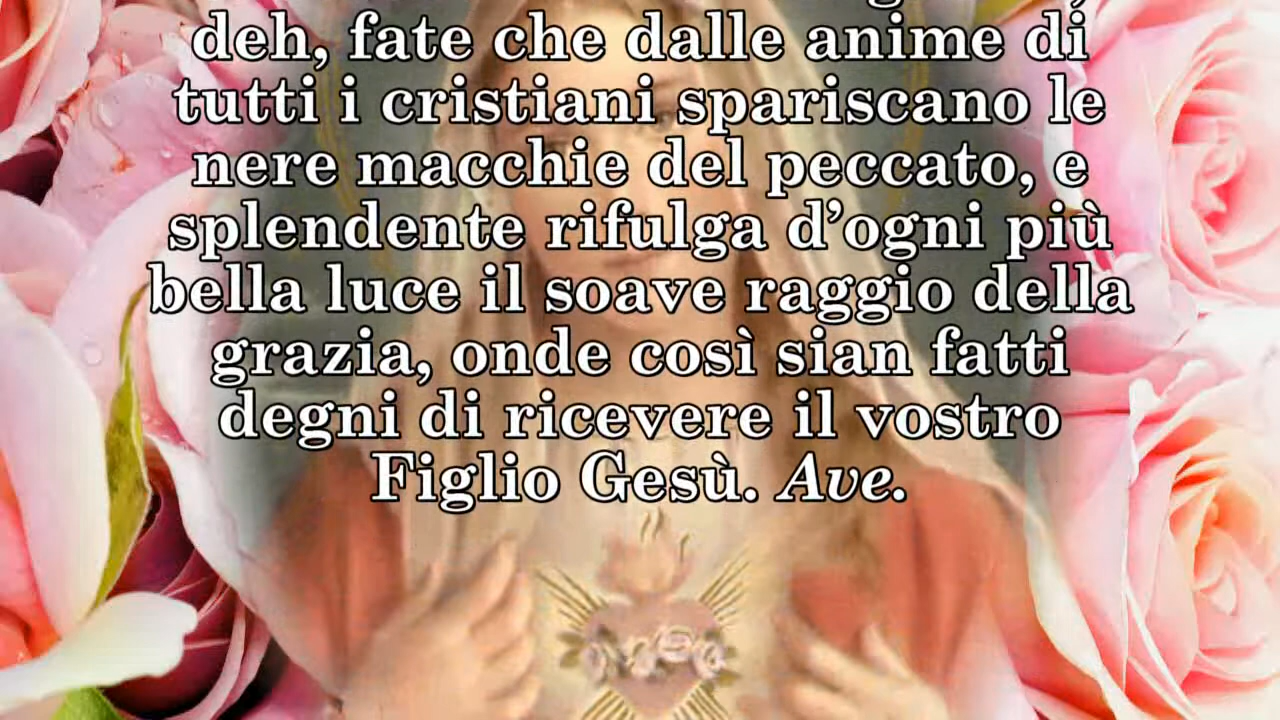 deh, fate che dalle anime di
tutti i cristiani spariscano le
nere macchie del peccato, e
splendente rifulga d’ogni più
bella luce il soave raggio della
grazia, onde così sian fatti
degni di ricevere il vostro
Figlio Gesù. Ave.